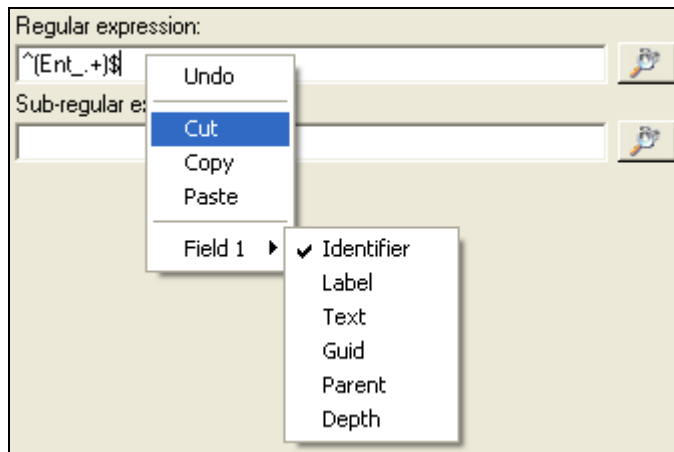 Regular expression:
^(Ent_.+)$
Undo
Sub-regular e
Cut
Copy
Paste
Field 1
Identifier
Label
Text
Guid
Parent
Depth